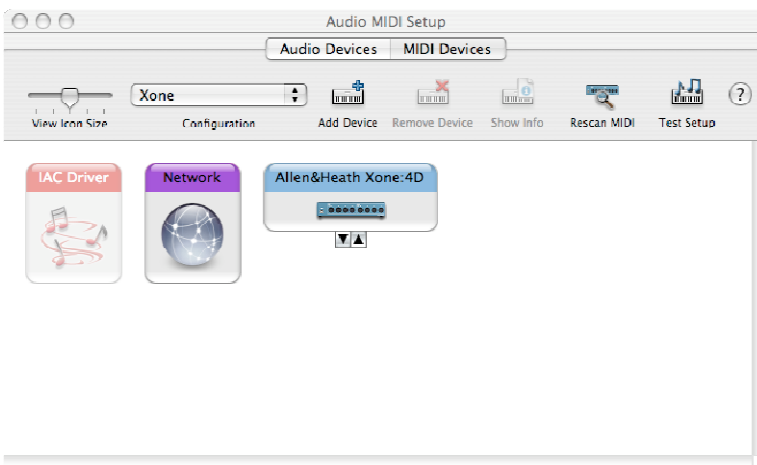 Audio MIDI Setup
Audio Devices MIDI Devices
Xone
?
View Icon Size Configuration Add Device Remove Device Show Info Rescan MIDI Test Setup
IAC Driver Network Allen&Heath Xone:4D